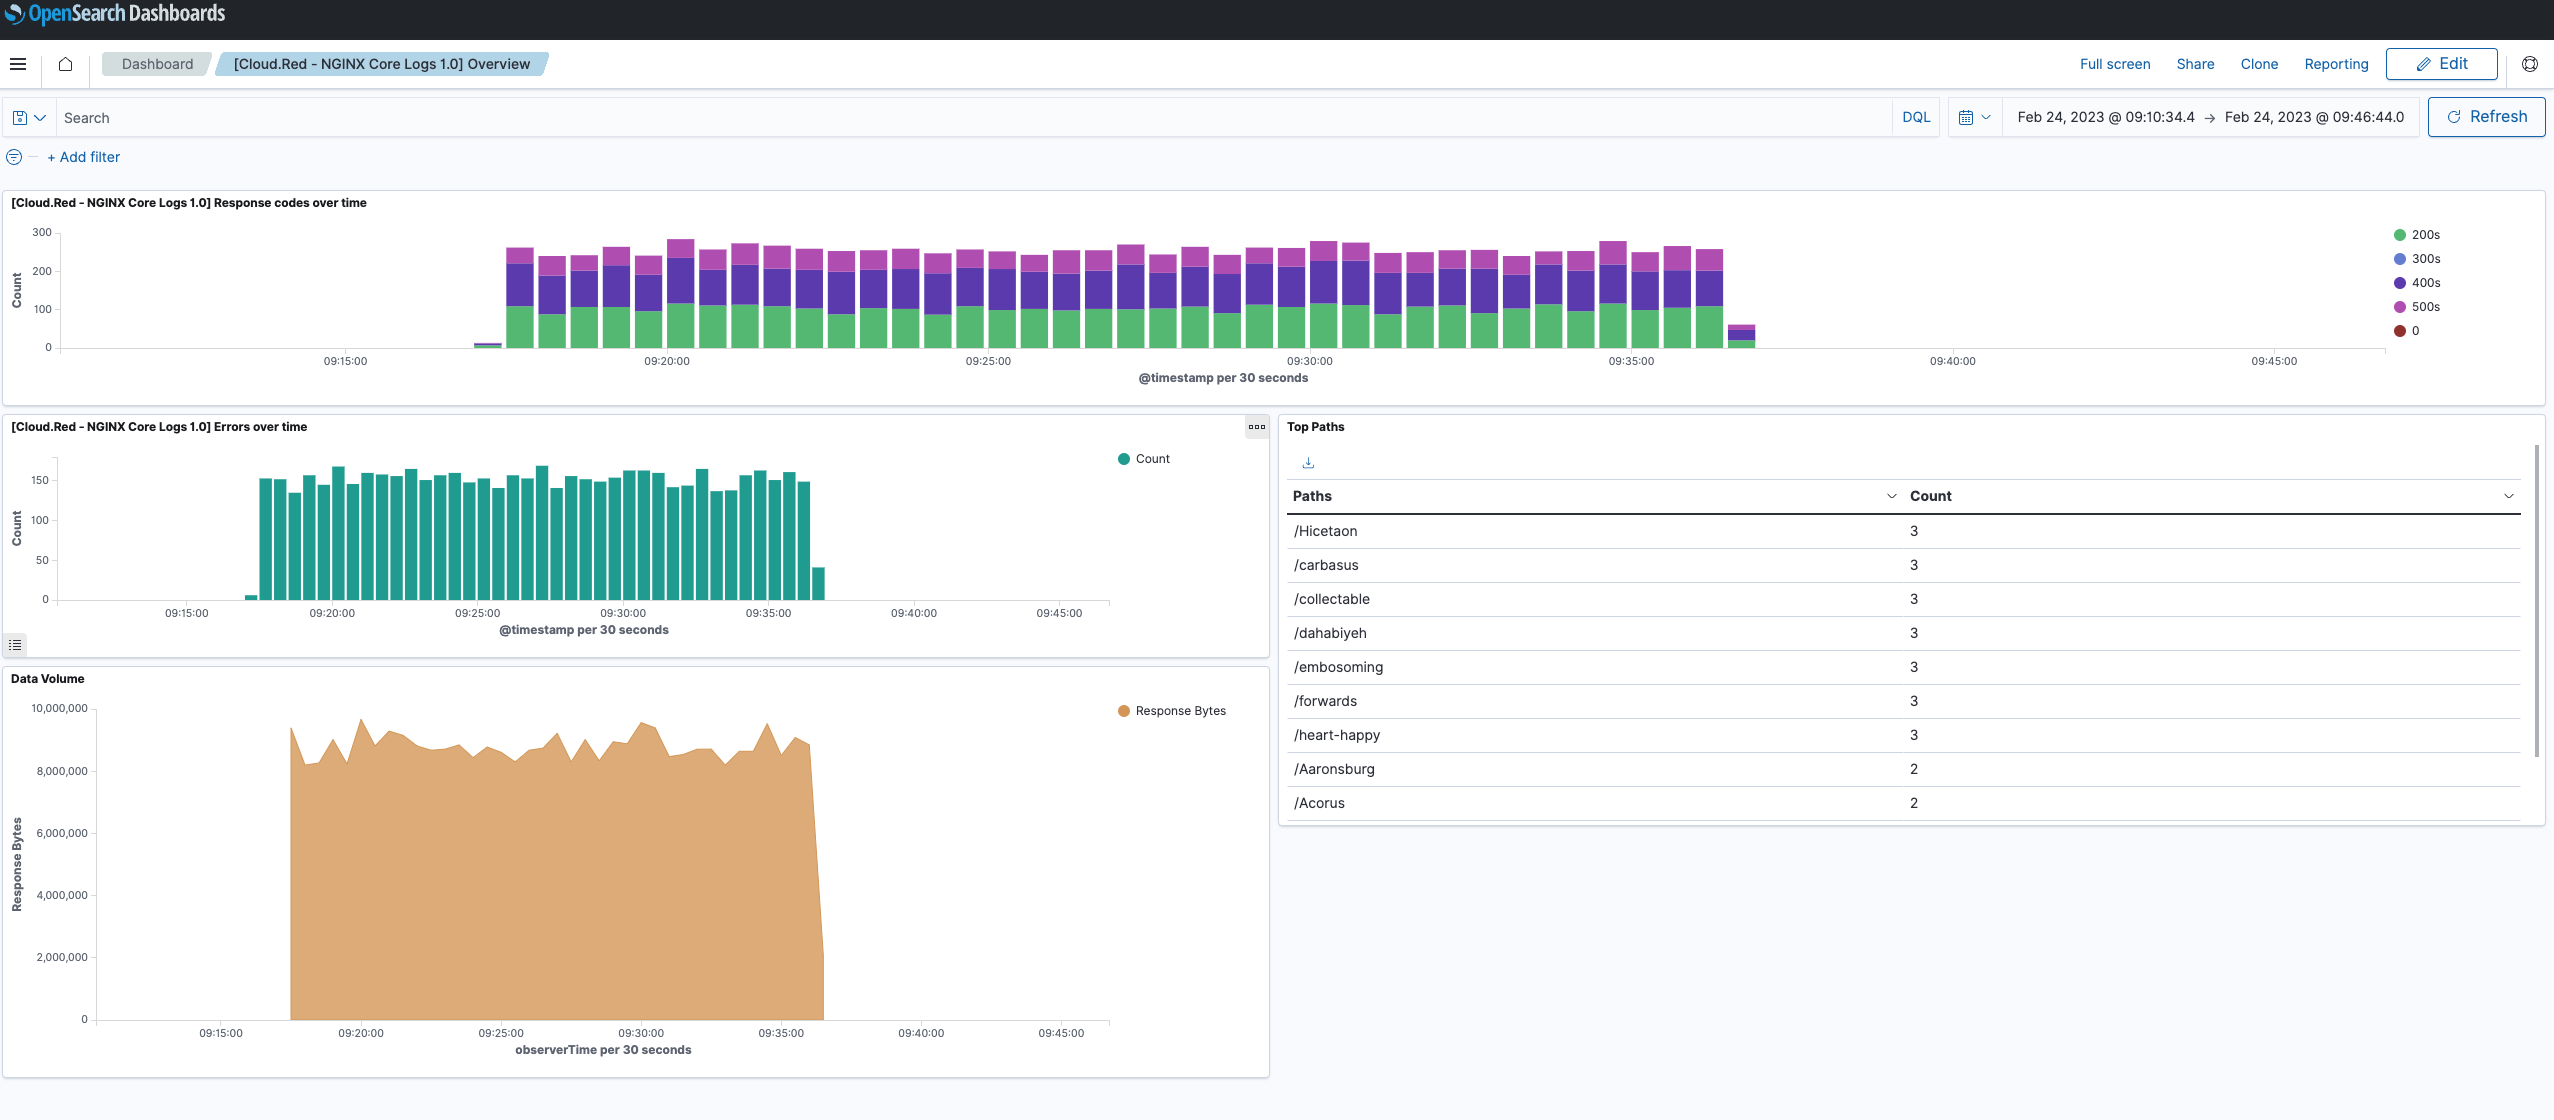 OpenSearch Dashboards
Dashboard
[Cloud.Red - NGINX Core Logs 1.0] Overview
Full screen
Share
Clone
Reporting
Edit
Search
DQL
Feb 24, 2023 @ 09:10:34.4 → Feb 24, 2023 @ 09:46:44.0
Refresh
+ Add filter
[Cloud.Red - NGINX Core Logs 1.0] Response codes over time
300
200
100
0
Count
09:15:00
09:20:00
09:25:00
09:30:00
09:35:00
09:40:00
09:45:00
@timestamp per 30 seconds
200s
300s
400s
500s
0
[Cloud.Red - NGINX Core Logs 1.0] Errors over time
150
100
50
0
Count
09:15:00
09:20:00
09:25:00
09:30:00
09:35:00
09:40:00
09:45:00
@timestamp per 30 seconds
Count
Top Paths
Paths Count
/Hicetaon 3
/carbasus 3
/collectable 3
/dahabiyeh 3
/embosoming 3
/forwards 3
/heart-happy 3
/Aaronsburg 2
/Acorus 2
Data Volume
10,000,000
8,000,000
6,000,000
4,000,000
2,000,000
0
Response Bytes
09:15:00
09:20:00
09:25:00
09:30:00
09:35:00
09:40:00
09:45:00
observerTime per 30 seconds
Response Bytes